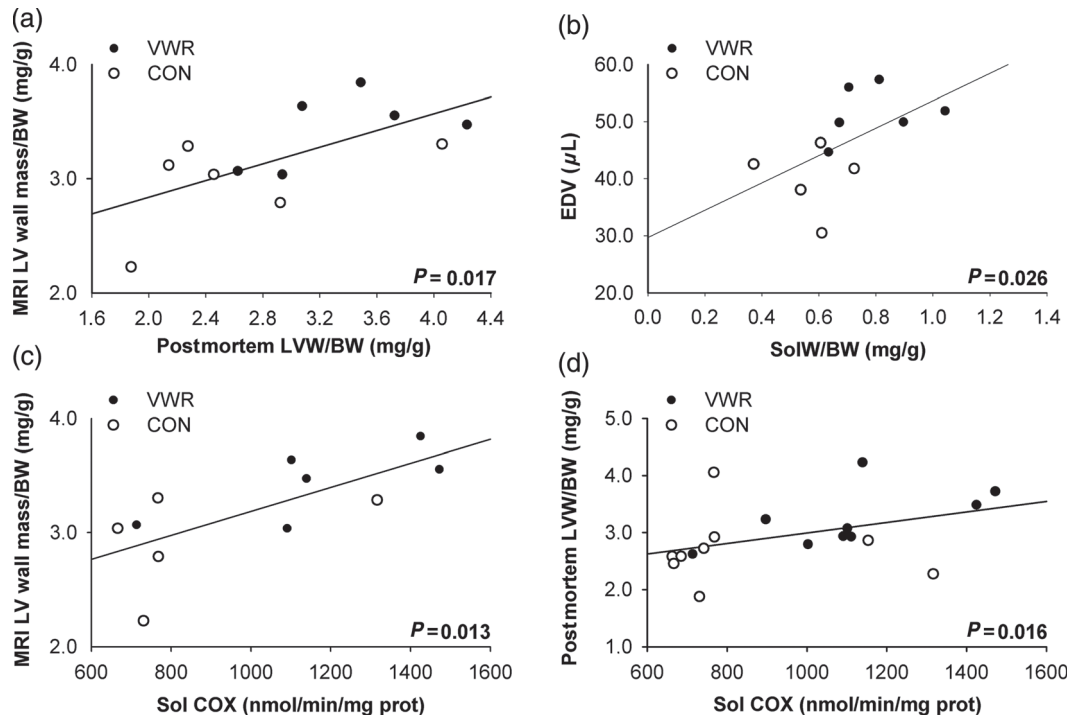 (a)
VWR
CON
MRI LV wall mass/BW (mg/g)
4.0
3.0
2.0
P = 0.017
1.6 2.0 2.4 2.8 3.2 3.6 4.0 4.4
Postmortem LVW/BW (mg/g)
(b)
VWR
CON
EDV (µL)
60.0
50.0
40.0
30.0
20.0
P = 0.026
0.0 0.2 0.4 0.6 0.8 1.0 1.2 1.4
SolW/BW (mg/g)
(c)
VWR
CON
MRI LV wall mass/BW (mg/g)
4.0
3.0
2.0
P = 0.013
600 800 1000 1200 1400 1600
Sol COX (nmol/min/mg prot)
(d)
VWR
CON
Postmortem LVW/BW (mg/g)
5.0
4.0
3.0
2.0
1.0
P = 0.016
600 800 1000 1200 1400 1600
Sol COX (nmol/min/mg prot)